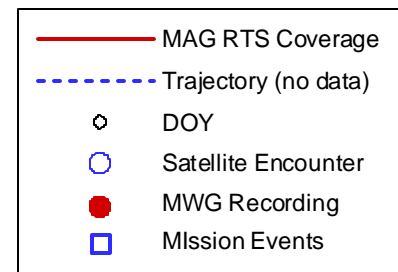 MAG RTS Coverage
Trajectory (no data)
DOY
Satellite Encounter
MWG Recording
MIssion Events